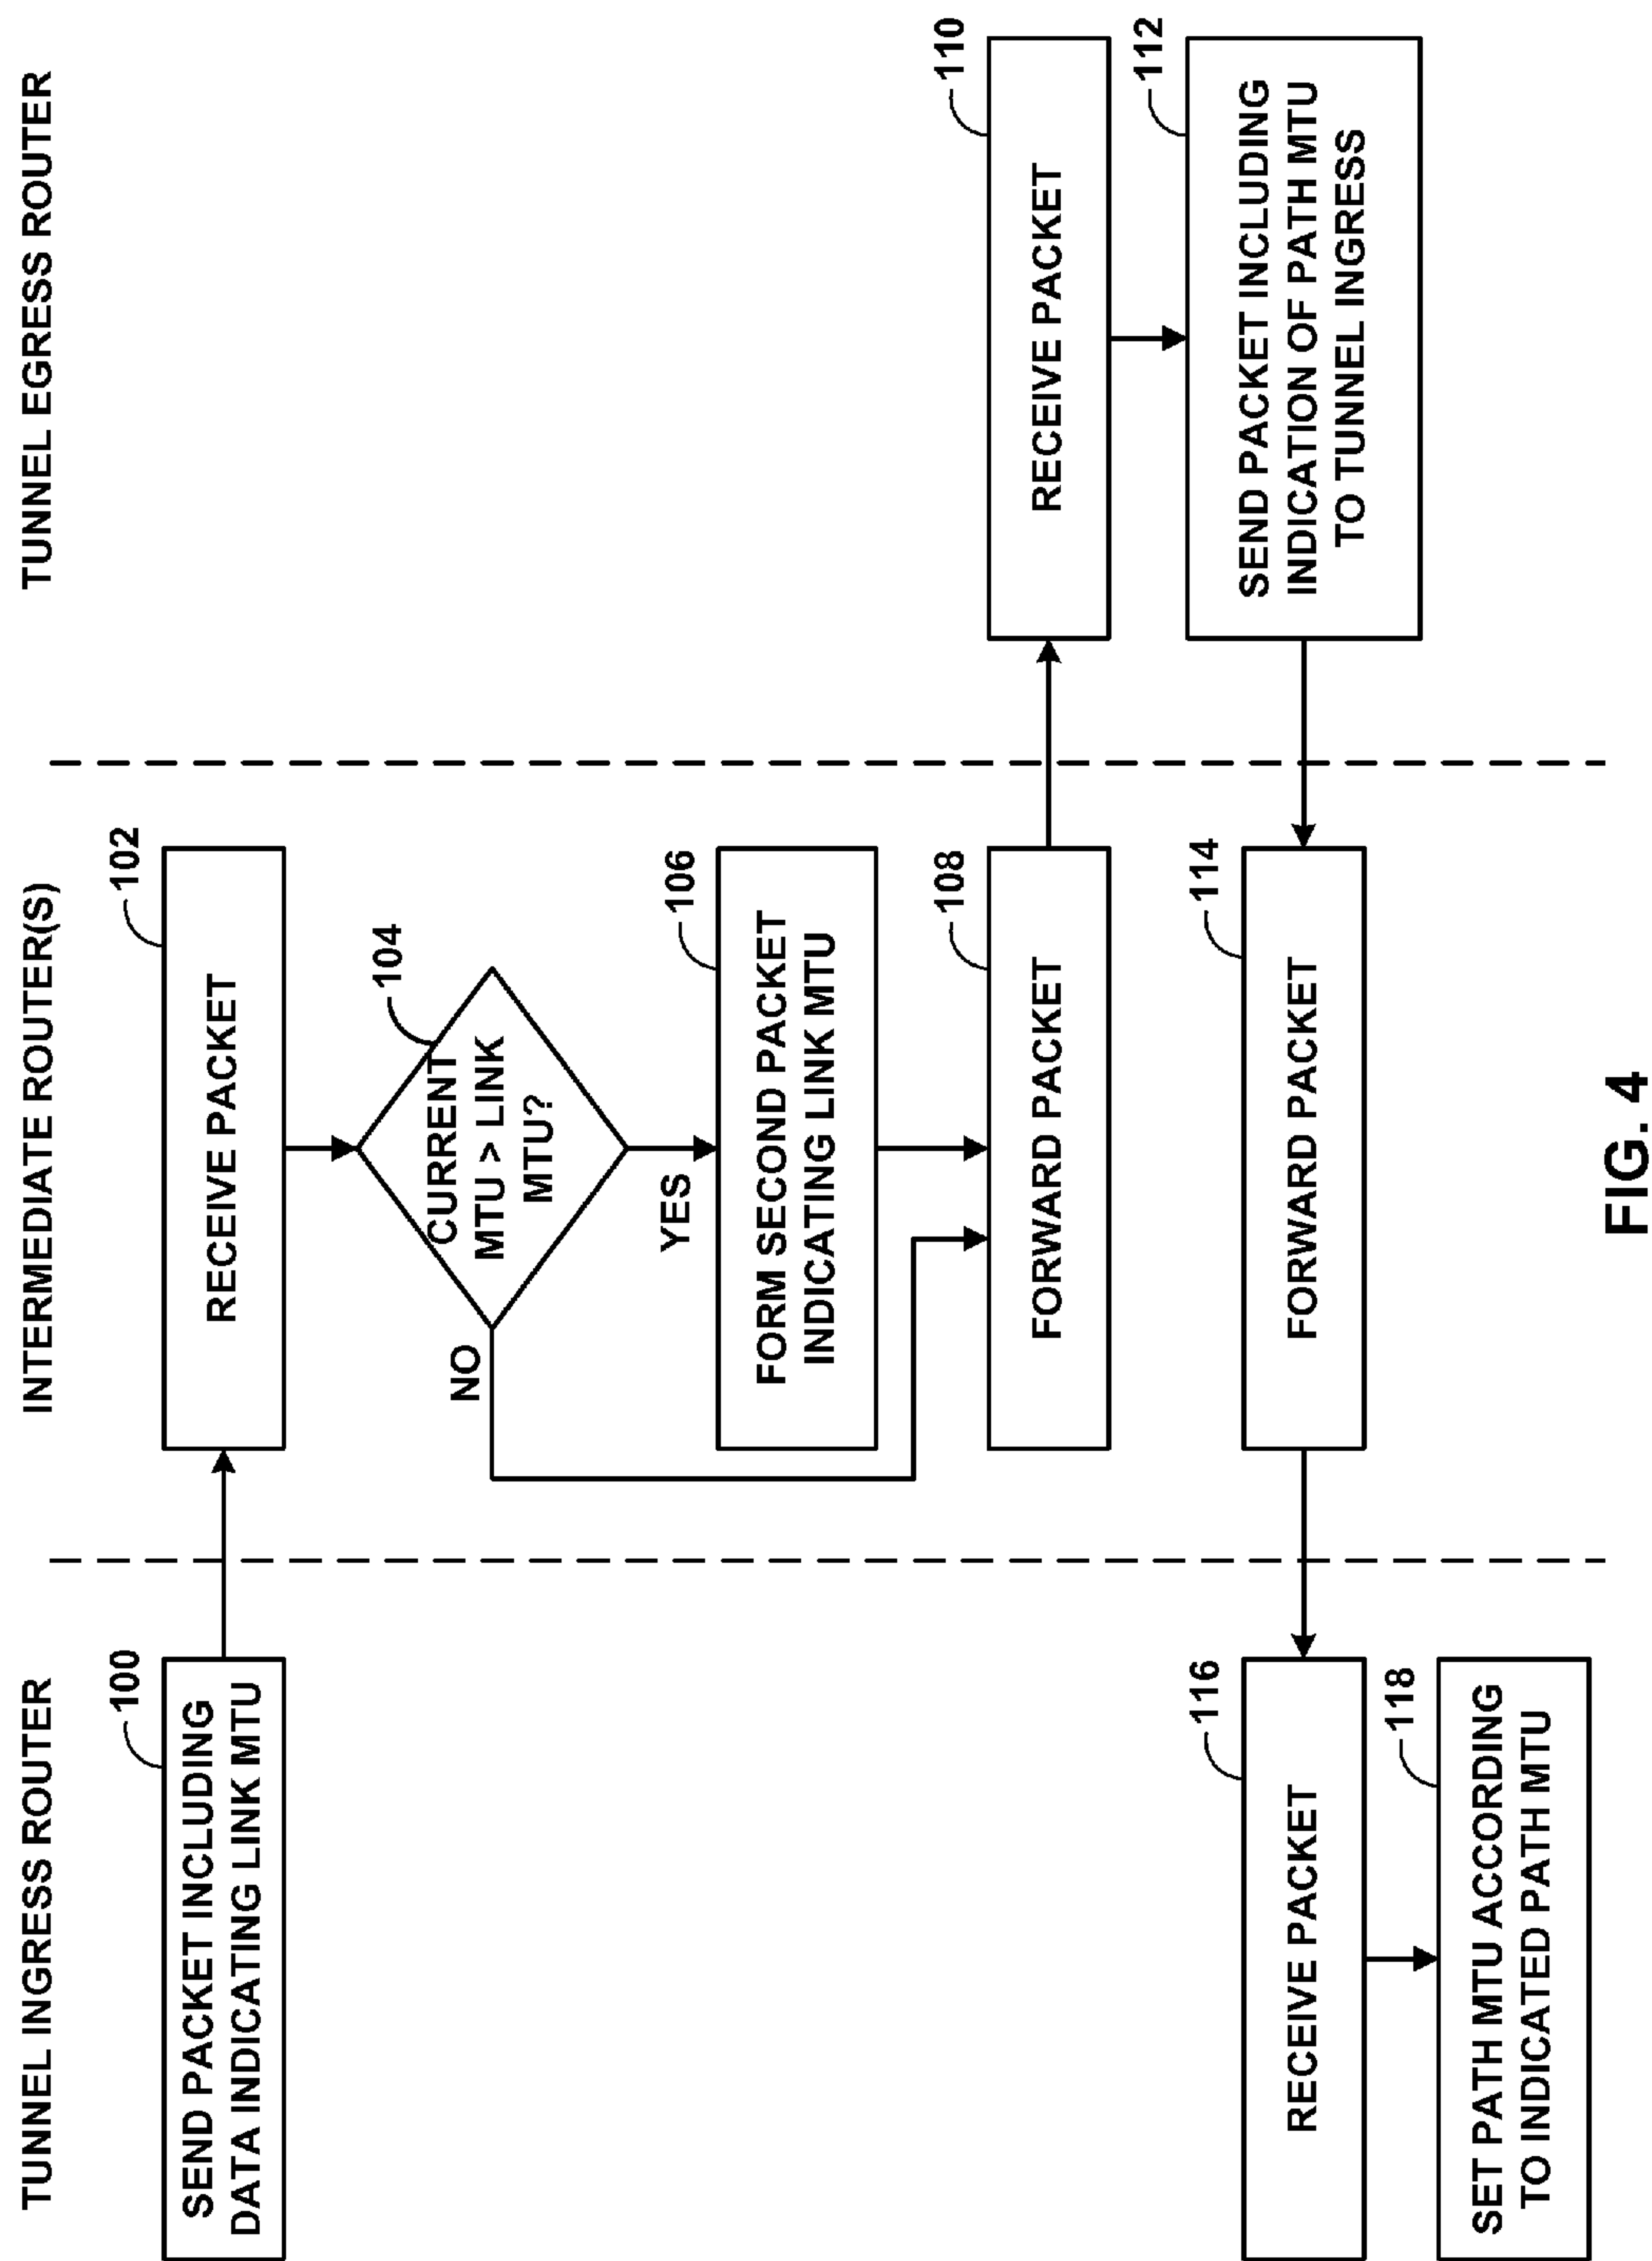 TUNNEL INGRESS ROUTER
INTERMEDIATE ROUTER(S)
TUNNEL EGRESS ROUTER
100
SEND PACKET INCLUDING
DATA INDICATING LINK MTU
102
RECEIVE PACKET
104
CURRENT
MTU > LINK
MTU?
NO
YES
106
FORM SECOND PACKET
INDICATING LINK MTU
108
FORWARD PACKET
110
RECEIVE PACKET
112
SEND PACKET INCLUDING
INDICATION OF PATH MTU
TO TUNNEL INGRESS
114
FORWARD PACKET
116
RECEIVE PACKET
118
SET PATH MTU ACCORDING
TO INDICATED PATH MTU
FIG. 4